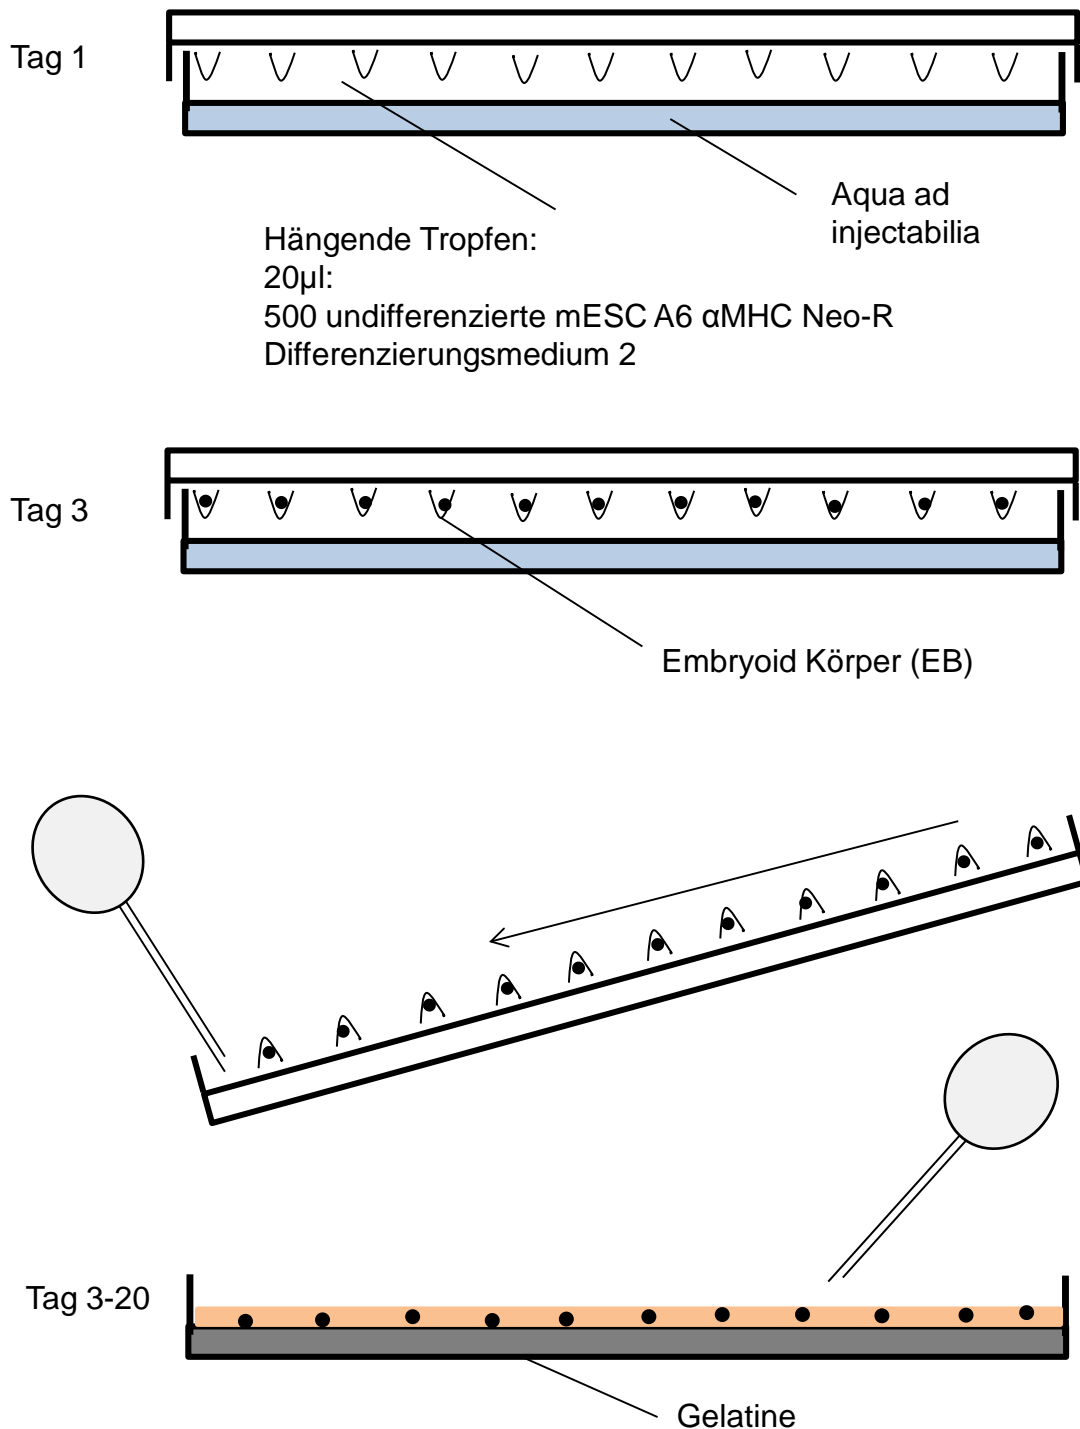 Tag 1
Aqua ad
injectabilia
Hängende Tropfen:
20µl:
500 undifferenzierte mESC A6 αMHC Neo-R
Differenzierungsmedium 2
Tag 3
Embryoid Körper (EB)
Tag 3-20
Gelatine